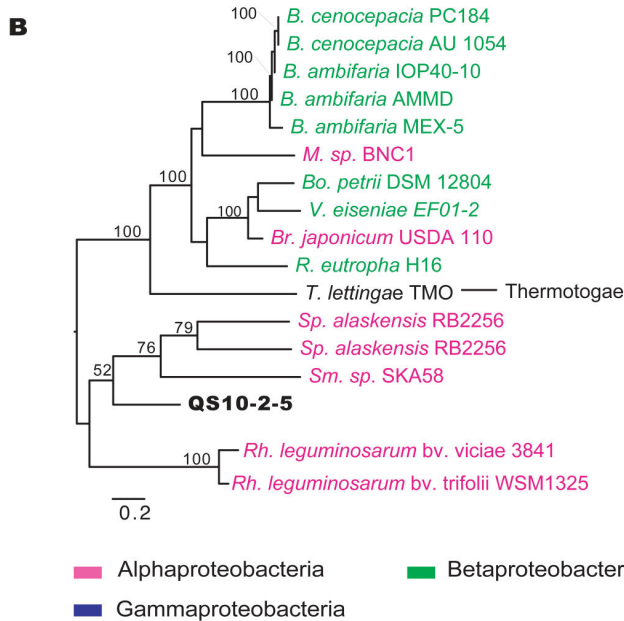 B
100
B. cenocepacia PC184
B. cenocepacia AU 1054
100
B. ambifaria IOP40-10
100
B. ambifaria AMMD
B. ambifaria MEX-5
M. sp. BNC1
100
Bo. petrii DSM 12804
100
V. eiseniae EF01-2
100
Br. japonicum USDA 110
R. eutropha H16
T. lettingae TMO
Thermotogae
79
Sp. alaskensis RB2256
76
Sp. alaskensis RB2256
52
Sm. sp. SKA58
QS10-2-5
100
Rh. leguminosarum bv. viciae 3841
Rh. leguminosarum bv. trifolii WSM1325
0.2
Alphaproteobacteria
Betaproteobacter
Gammaproteobacteria